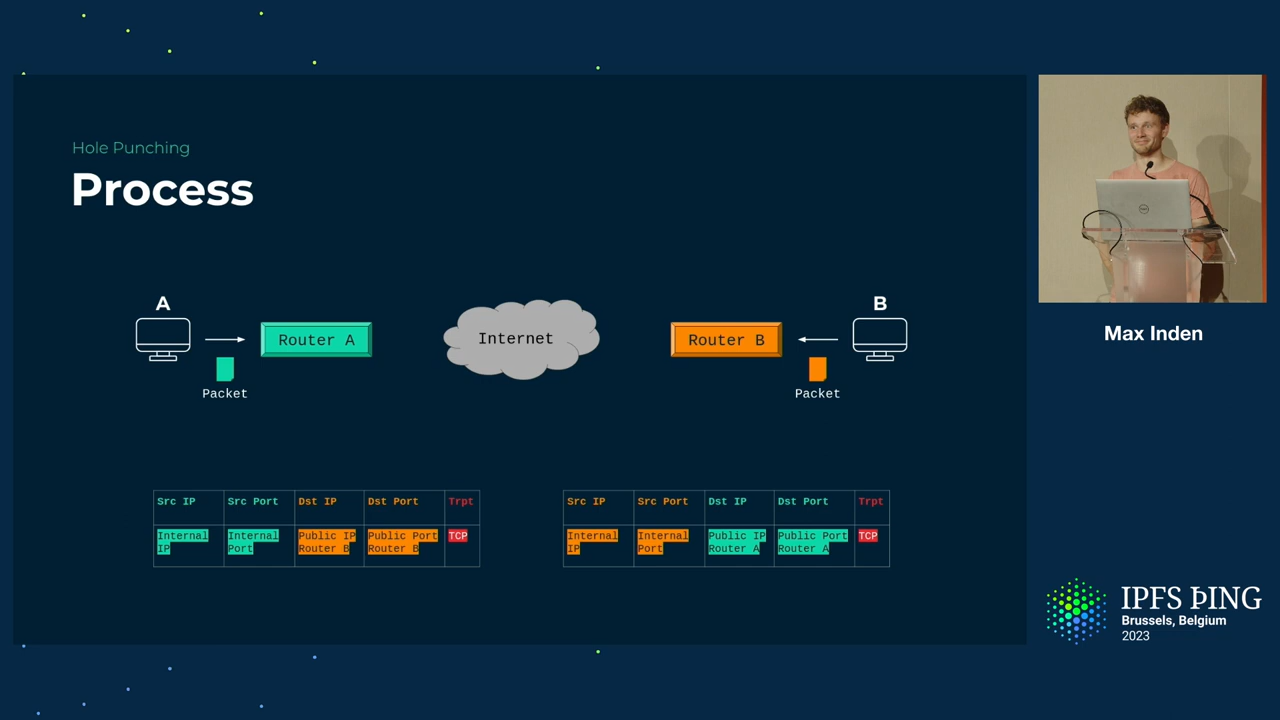 Hole Punching
Process
A
B
Router A
Internet
Router B
Packet
Packet
Src IP Src Port Dst IP Dst Port Trpt
Internal IP Internal Port Public IP Router B Public Port Router B TCP
Src IP Src Port Dst IP Dst Port Trpt
Internal IP Internal Port Public IP Router A Public Port Router A TCP
Max Inden
IPFS ÞING
Brussels, Belgium
2023